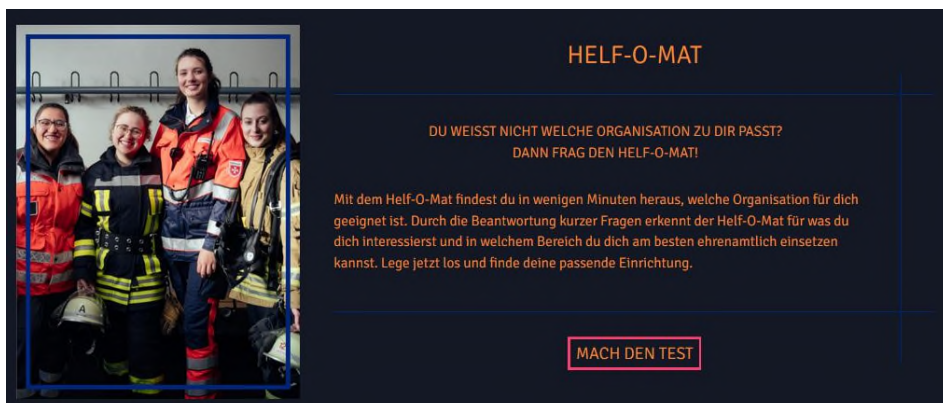 HELF-O-MAT
DU WEISST NICHT WELCHE ORGANISATION ZU DIR PASST?
DANN FRAG DEN HELF-O-MAT!
Mit dem Helf-O-Mat findest du in wenigen Minuten heraus, welche Organisation für dich
geeignet ist. Durch die Beantwortung kurzer Fragen erkennt der Helf-O-Mat für was du
dich interessierst und in welchem Bereich du dich am besten ehrenamtlich einsetzen
kannst. Lege jetzt los und finde deine passende Einrichtung.
MACH DEN TEST
A